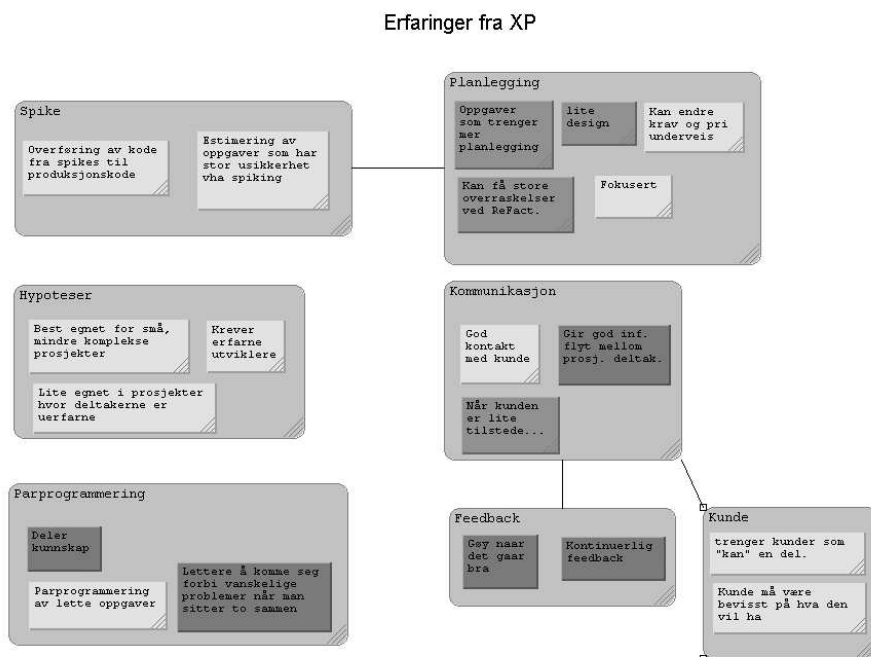 Erfaringer fra XP
Spike
Overføring av kode
fra spikes til
produksjonskode
Estimering av
oppgaver som har
stor usikkerhet
vha spiking
Planlegging
Oppgaver
som trenger
mer
planlegging
lite
design
Kan endre
krav og pri
underveis
Kan få store
overraskelser
ved ReFact.
Fokusert
Hypoteser
Best egnet for små,
mindre komplekse
prosjekter
Krever
erfarne
utviklere
Lite egnet i prosjekter
hvor deltakerne er
uerfarne
Kommunikasjon
God
kontakt
med kunde
Gir god inf.
flyt mellom
prosj. deltak.
Når kunden
er lite
tilstede...
Parprogrammering
Deler
kunnskap
Parprogrammering
av lette oppgaver
Lettere å komme seg
forbi vanskelige
problemer når man
sitter to sammen
Feedback
Gøy naar
det gaar
bra
Kontinuerlig
feedback
Kunde
trenger kunder som
"kan" en del.
Kunde må være
bevisst på hva den
vil ha